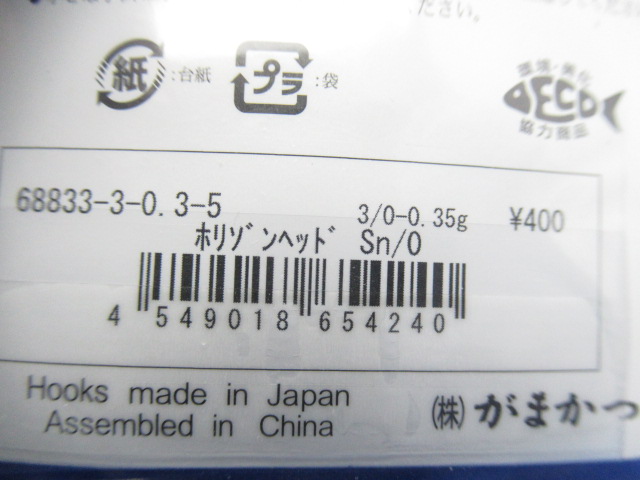 ださい。
紙:台紙
プラ:袋
環境・美化
ECO
協力商品
68833-3-0.3-5
3/0-0.35g ¥400
ホリゾンヘッド Sn/0
4 549018 654240
Hooks made in Japan
Assembled in China
(株)がまかつ